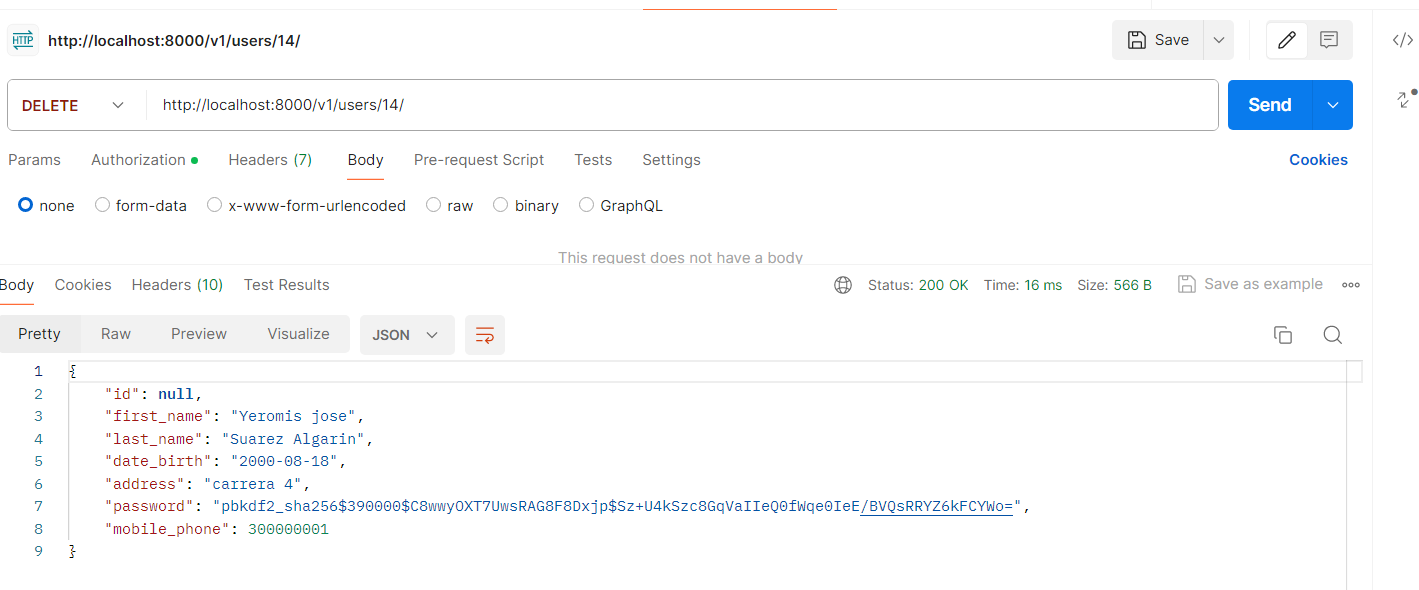 HTTP http://localhost:8000/v1/users/14/ Save
DELETE http://localhost:8000/v1/users/14/ Send
Params Authorization Headers (7) Body Pre-request Script Tests Settings Cookies
none form-data x-www-form-urlencoded raw binary GraphQL
This request does not have a body
Body Cookies Headers (10) Test Results Status: 200 OK Time: 16 ms Size: 566 B Save as example
Pretty Raw Preview Visualize JSON
1 {
2 "id": null,
3 "first_name": "Yeromis jose",
4 "last_name": "Suarez Algarin",
5 "date_birth": "2000-08-18",
6 "address": "carrera 4",
7 "password": "pbkdf2_sha256$390000$C8wwyOXT7UwsRAG8F8Dxjp$Sz+U4kSzc8GqVaIIeQ0fWqe0IeE/BVQsRRYZ6kFCYWo=",
8 "mobile_phone": 300000001
9 }